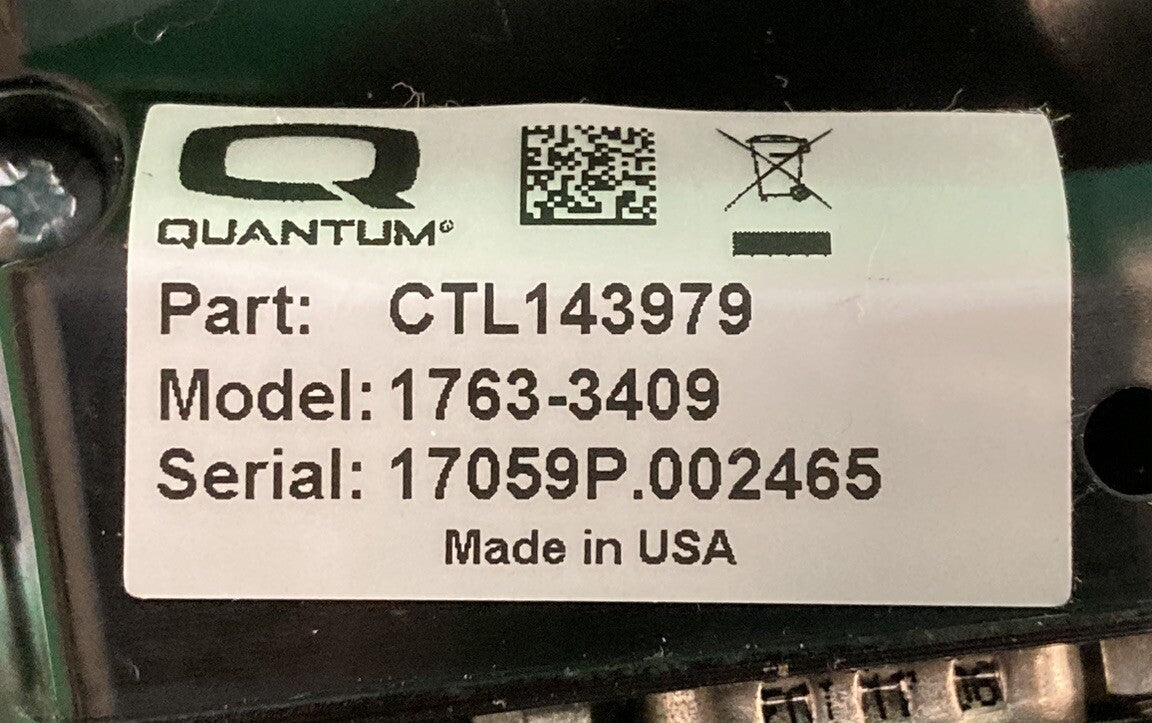 QUANTUM®
Part: CTL143979
Model: 1763-3409
Serial: 17059P.002465
Made in USA